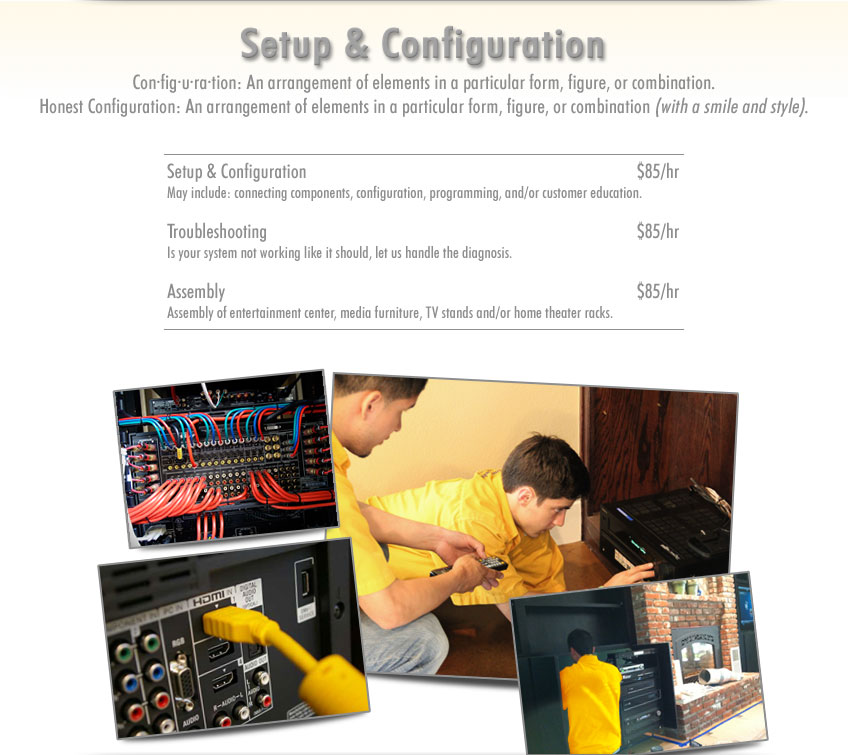 Setup & Configuration
Con·fig·u·ra·tion: An arrangement of elements in a particular form, figure, or combination.
Honest Configuration: An arrangement of elements in a particular form, figure, or combination (with a smile and style).
Setup & Configuration $85/hr
May include: connecting components, configuration, programming, and/or customer education.
Troubleshooting $85/hr
Is your system not working like it should, let us handle the diagnosis.
Assembly $85/hr
Assembly of entertainment center, media furniture, TV stands and/or home theater racks.
PC IN
HDMI IN
DIGITAL
AUDIO
OUT
RGB
AUDIO
R-AUDIO-L